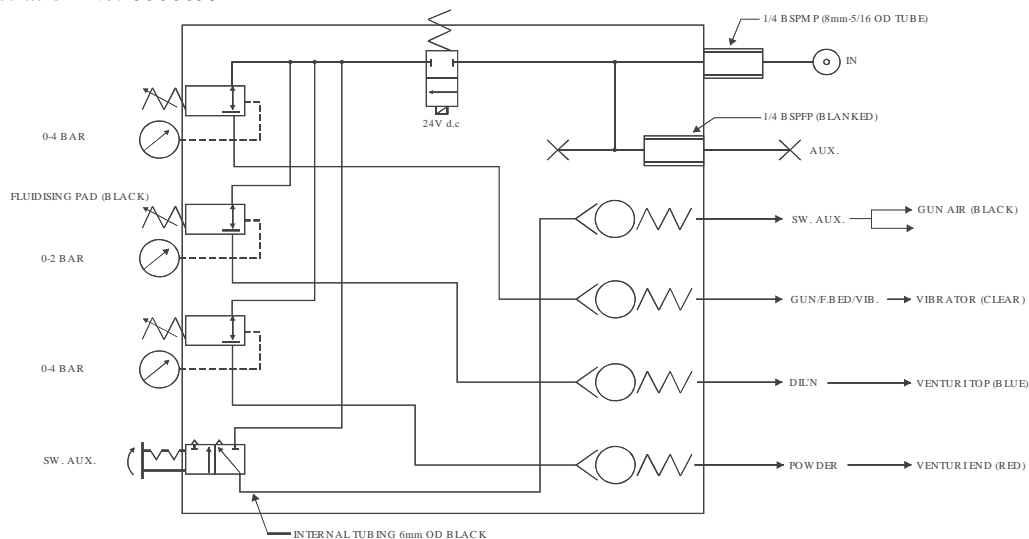 1/4 BSPMP (8mm-5/16 OD TUBE)
IN
24V d.c
1/4 BSPFP (BLANKED)
0-4 BAR
AUX.
FLUIDISING PAD (BLACK)
SW. AUX.
GUN AIR (BLACK)
0-2 BAR
GUN/F.BED/VIB.
VIBRATOR (CLEAR)
0-4 BAR
DIL'N
VENTURI TOP (BLUE)
SW. AUX.
POWDER
VENTURI END (RED)
INTERNAL TUBING 6mm OD BLACK